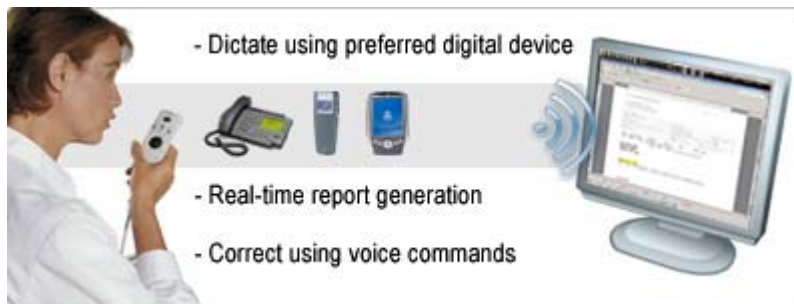 - Dictate using preferred digital device
- Real-time report generation
- Correct using voice commands